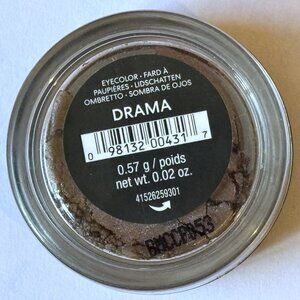 EYECOLOR • FARD À
PAUPIÈRES • LIDSCHATTEN
OMBRETTO • SOMBRA DE OJOS
DRAMA
0 98132 00431 7
0.57 g / poids
net wt. 0.02 oz.
41526259301